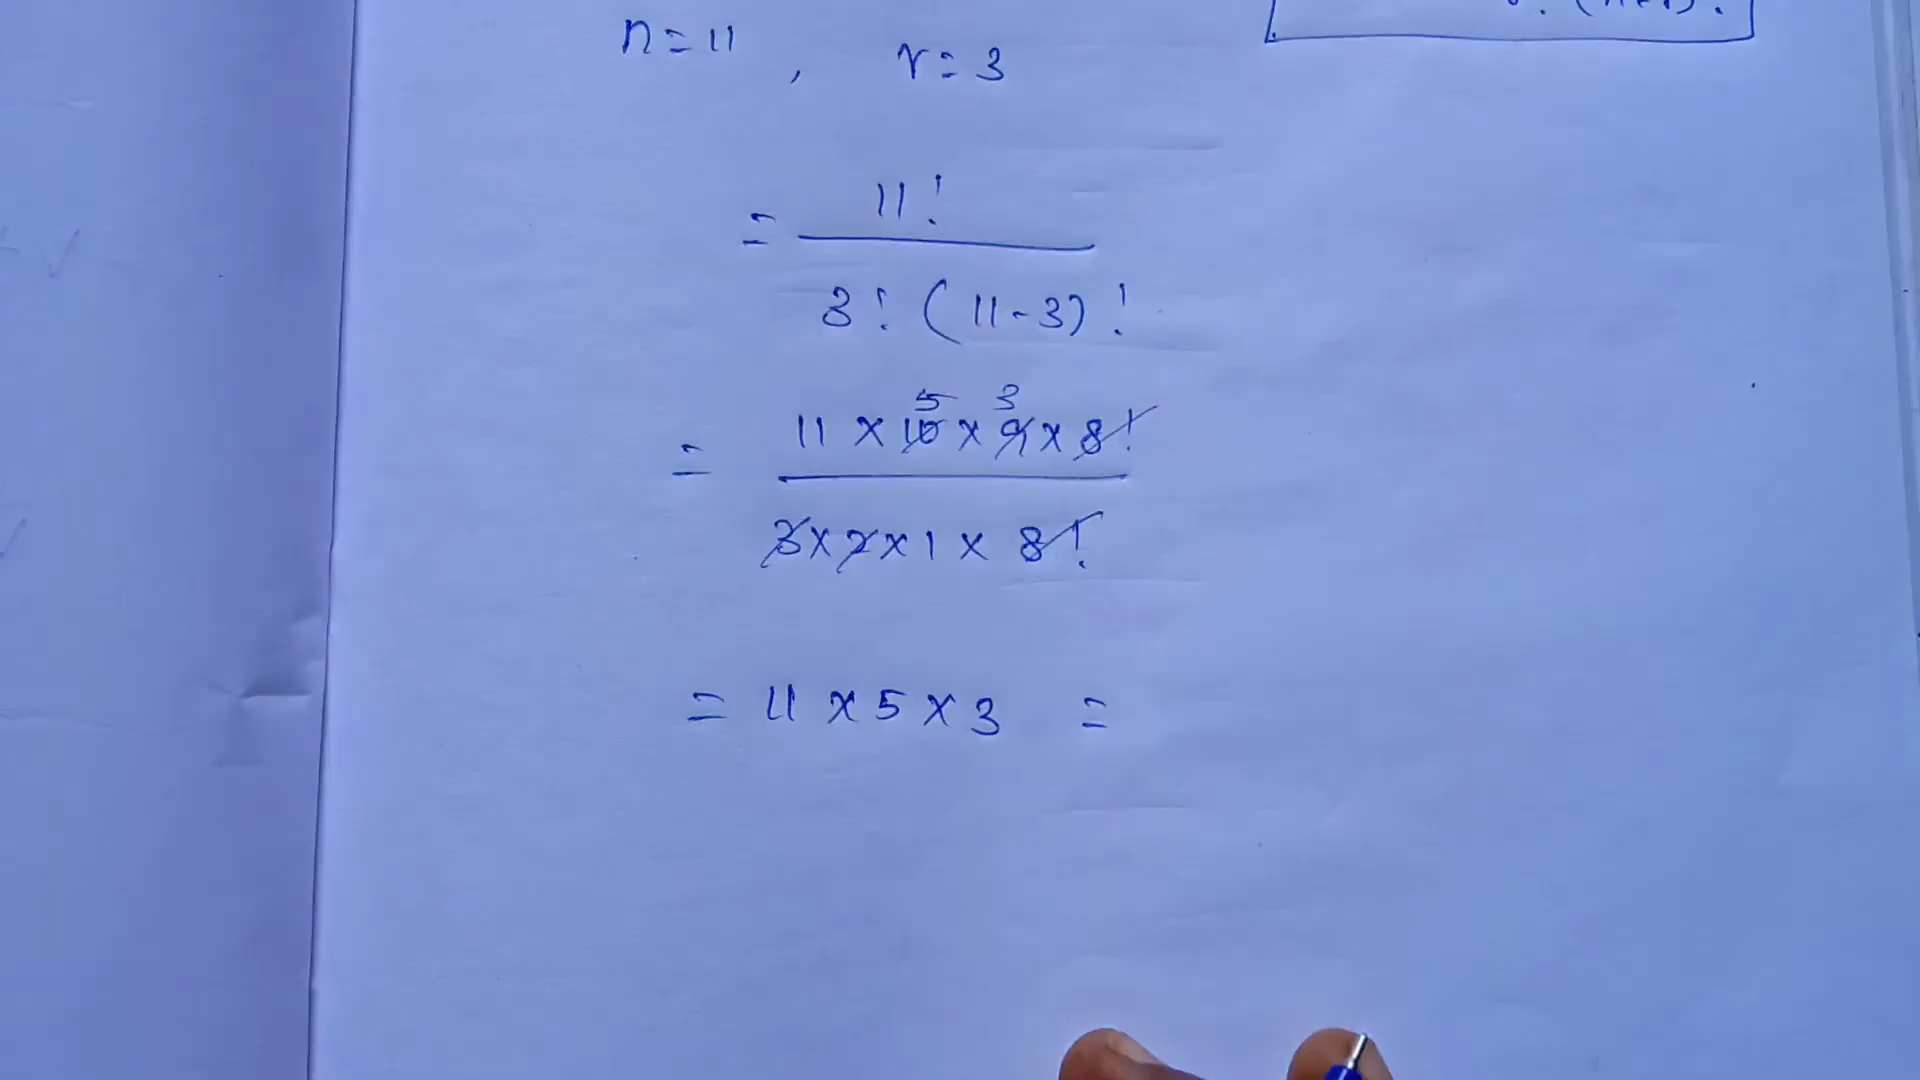 n = 11 , r = 3
= 11!
3! (11-3)!
5 3
= 11 x 10 x 9 x 8!
3 x 2 x 1 x 8!
= 11 x 5 x 3 =